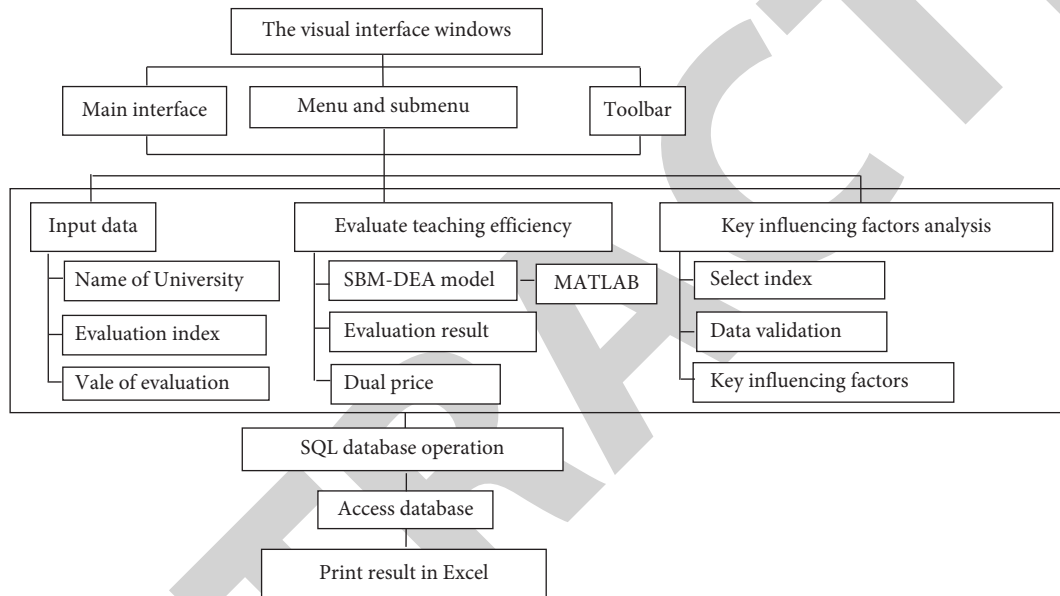 The visual interface windows
Main interface
Menu and submenu
Toolbar
Input data
Name of University
Evaluation index
Vale of evaluation
Evaluate teaching efficiency
SBM-DEA model
MATLAB
Evaluation result
Dual price
Key influencing factors analysis
Select index
Data validation
Key influencing factors
SQL database operation
Access database
Print result in Excel
TRACT